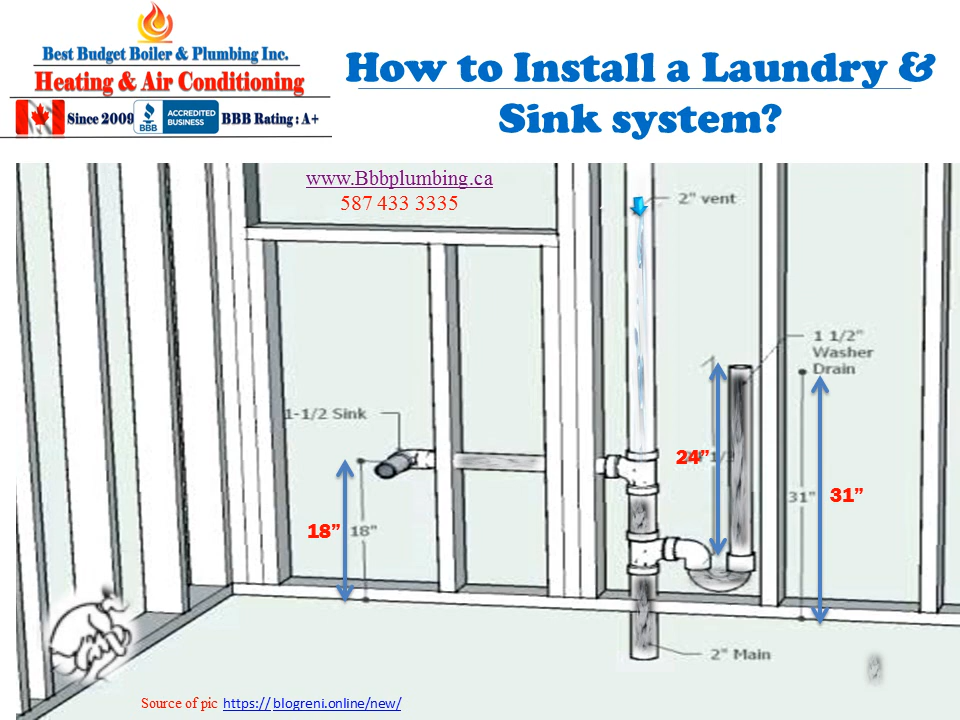 Best Budget Boiler & Plumbing Inc.
Heating & Air Conditioning
Since 2009
BBB
ACCREDITED
BUSINESS
BBB Rating : A+
How to Install a Laundry &
Sink system?
www.Bbbplumbing.ca
587 433 3335
2" vent
1 1/2"
Washer
Drain
1-1/2 Sink
24”
31"
31”
18”
18"
2" Main
Source of pic https:// blogreni.online/new/